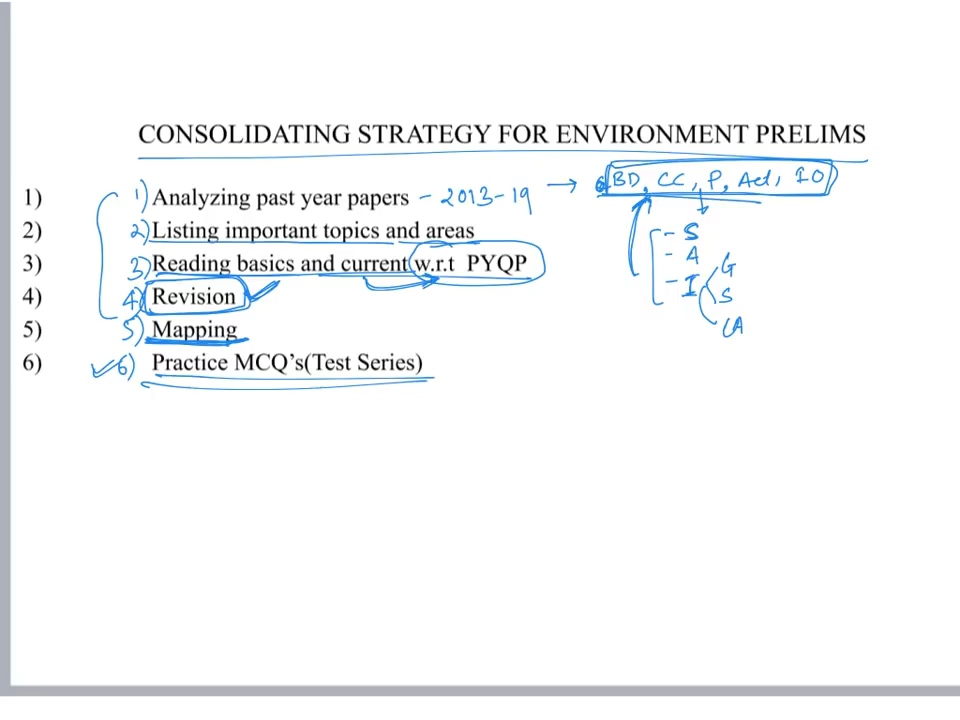 CONSOLIDATING STRATEGY FOR ENVIRONMENT PRELIMS
1) 1) Analyzing past year papers - 2013-19 → BD, CC, P, Act, IO
2) 2) Listing important topics and areas
3) 3) Reading basics and current w.r.t PYQP
4) 4) Revision
5) 5) Mapping
6) 6) Practice MCQ's(Test Series)
- S
- A
- I
G
S
CA